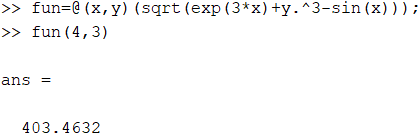 >> fun=@(x,y)(sqrt(exp(3*x)+y.^3-sin(x)));
>> fun(4,3)
ans =
403.4632